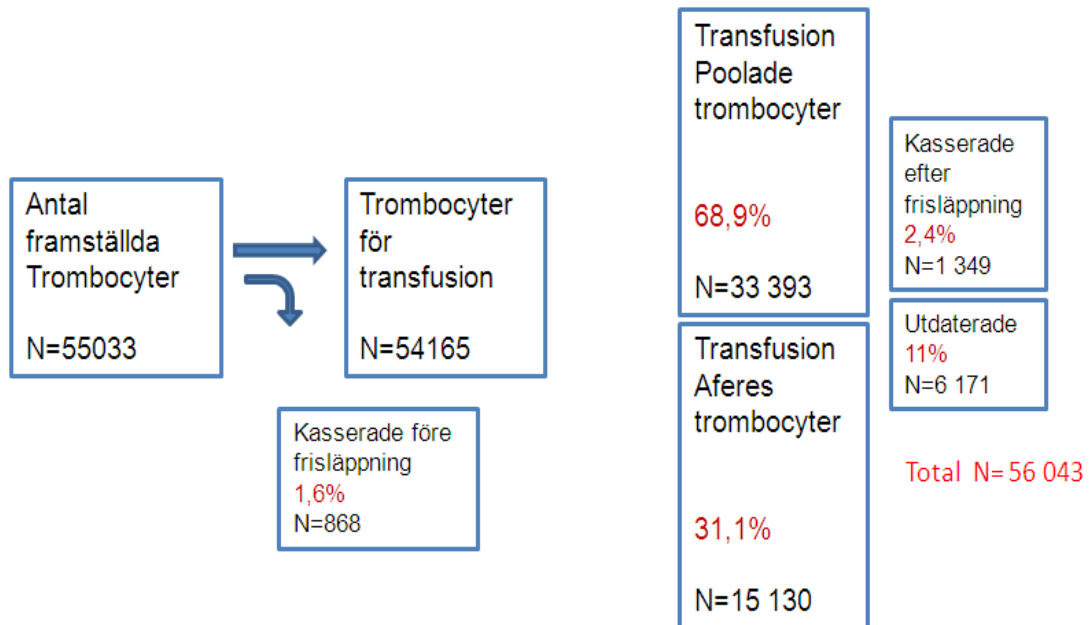 Antal
framställda
Trombocyter
N=55033
Trombocyter
för
transfusion
N=54165
Kasserade före
frisläppning
1,6%
N=868
Transfusion
Poolade
trombocyter
68,9%
N=33 393
Transfusion
Aferes
trombocyter
31,1%
N=15 130
Kasserade
efter
frisläppning
2,4%
N=1 349
Utdaterade
11%
N=6 171
Total N= 56 043